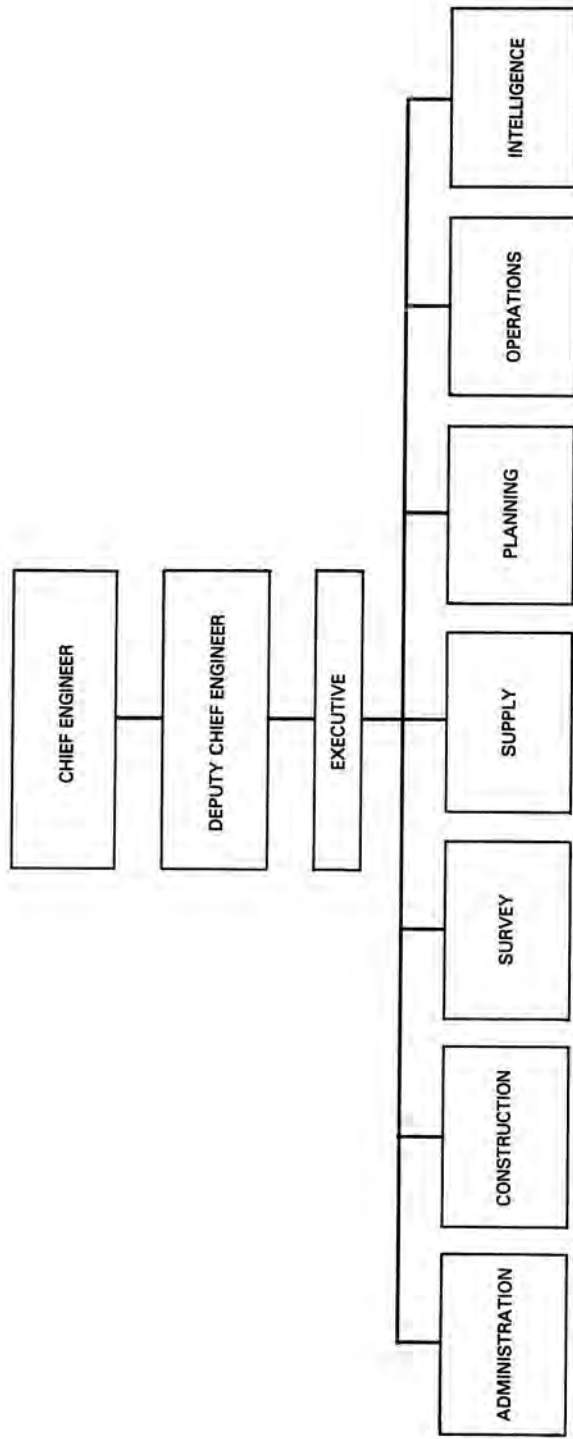 CHIEF ENGINEER
DEPUTY CHIEF ENGINEER
EXECUTIVE
ADMINISTRATION
CONSTRUCTION
SURVEY
SUPPLY
PLANNING
OPERATIONS
INTELLIGENCE